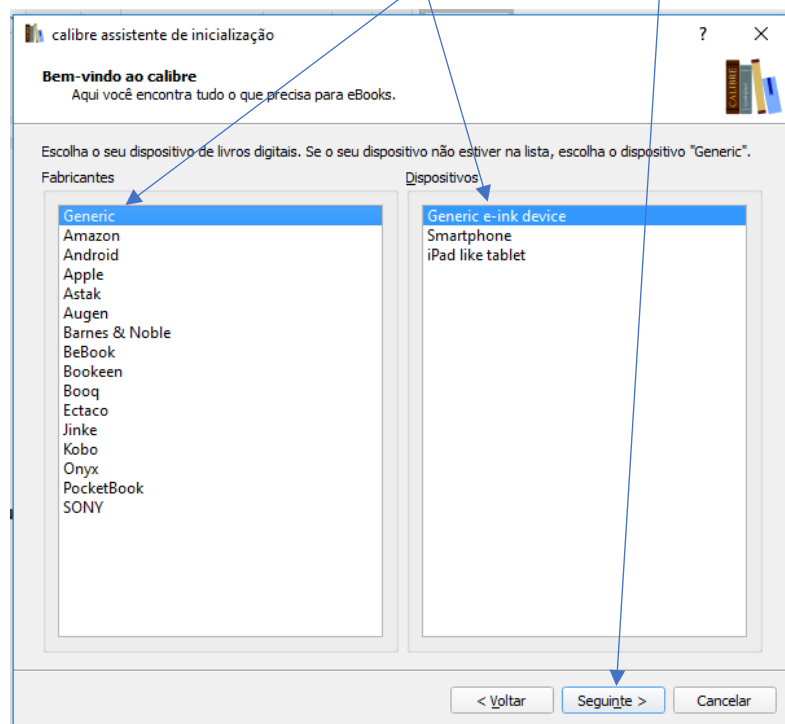 calibre assistente de inicialização
?
Bem-vindo ao calibre
Aqui você encontra tudo o que precisa para eBooks.
CALIBRE
Escolha o seu dispositivo de livros digitais. Se o seu dispositivo não estiver na lista, escolha o dispositivo "Generic".
Fabricantes
Generic
Amazon
Android
Apple
Astak
Augen
Barnes & Noble
BeBook
Bookeen
Booq
Ectaco
Jinke
Kobo
Onyx
PocketBook
SONY
Dispositivos
Generic e-ink device
Smartphone
iPad like tablet
< Voltar
Seguinte >
Cancelar